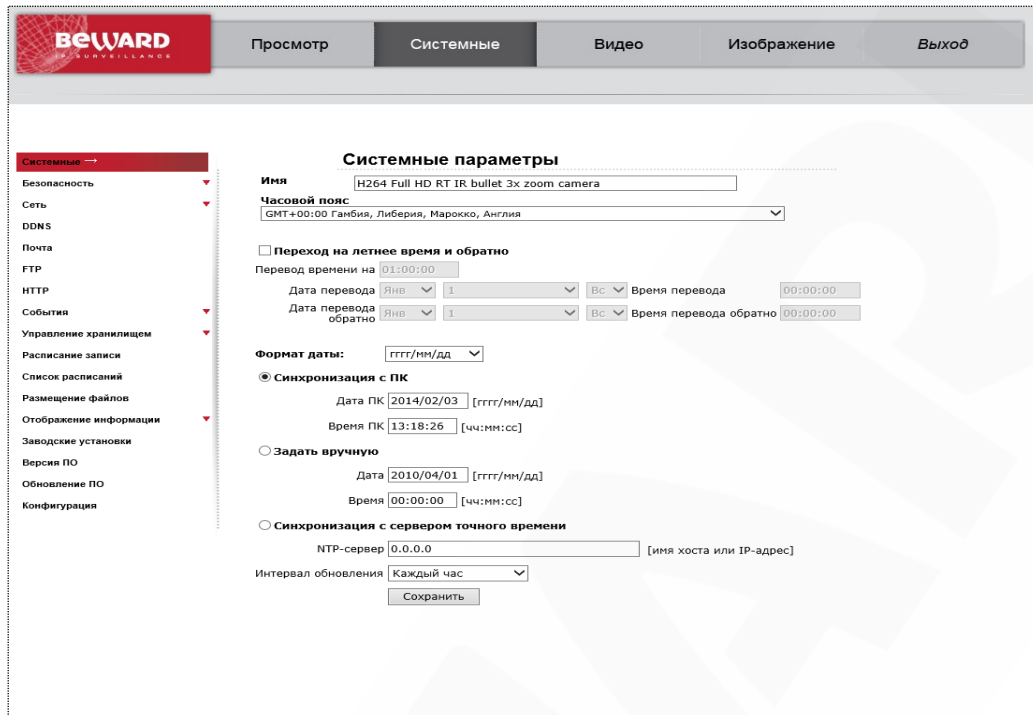 BEWARD
IP SURVEILLANCE
Просмотр Системные Видео Изображение Выход
Системные →
Безопасность
Сеть
DDNS
Почта
FTP
HTTP
События
Управление хранилищем
Расписание записи
Список расписаний
Размещение файлов
Отображение информации
Заводские установки
Версия ПО
Обновление ПО
Конфигурация
Системные параметры
Имя H264 Full HD RT IR bullet 3x zoom camera
Часовой пояс
GMT+00:00 Гамбия, Либерия, Марокко, Англия
Переход на летнее время и обратно
Перевод времени на 01:00:00
Дата перевода Янв 1 Вс Время перевода 00:00:00
Дата перевода
обратно Янв 1 Вс Время перевода обратно 00:00:00
Формат даты: гггг/мм/дд
Синхронизация с ПК
Дата ПК 2014/02/03 [гггг/мм/дд]
Время ПК 13:18:26 [чч:мм:сс]
Задать вручную
Дата 2010/04/01 [гггг/мм/дд]
Время 00:00:00 [чч:мм:сс]
Синхронизация с сервером точного времени
NTP-сервер 0.0.0.0 [имя хоста или IP-адрес]
Интервал обновления Каждый час
Сохранить